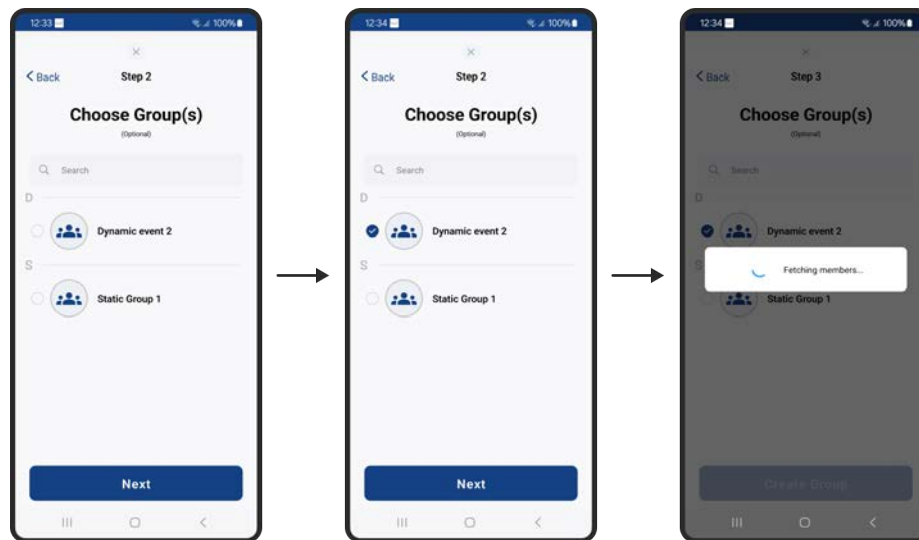 12:33
100%
Back
Step 2
Choose Group(s)
(Optional)
Search
D
Dynamic event 2
S
Static Group 1
Next
12:34
100%
Back
Step 2
Choose Group(s)
(Optional)
Search
D
Dynamic event 2
S
Static Group 1
Next
12:34
100%
Back
Step 3
Choose Group(s)
(Optional)
Search
D
Dynamic event 2
S
Fetching members...
Static Group 1
Create Group